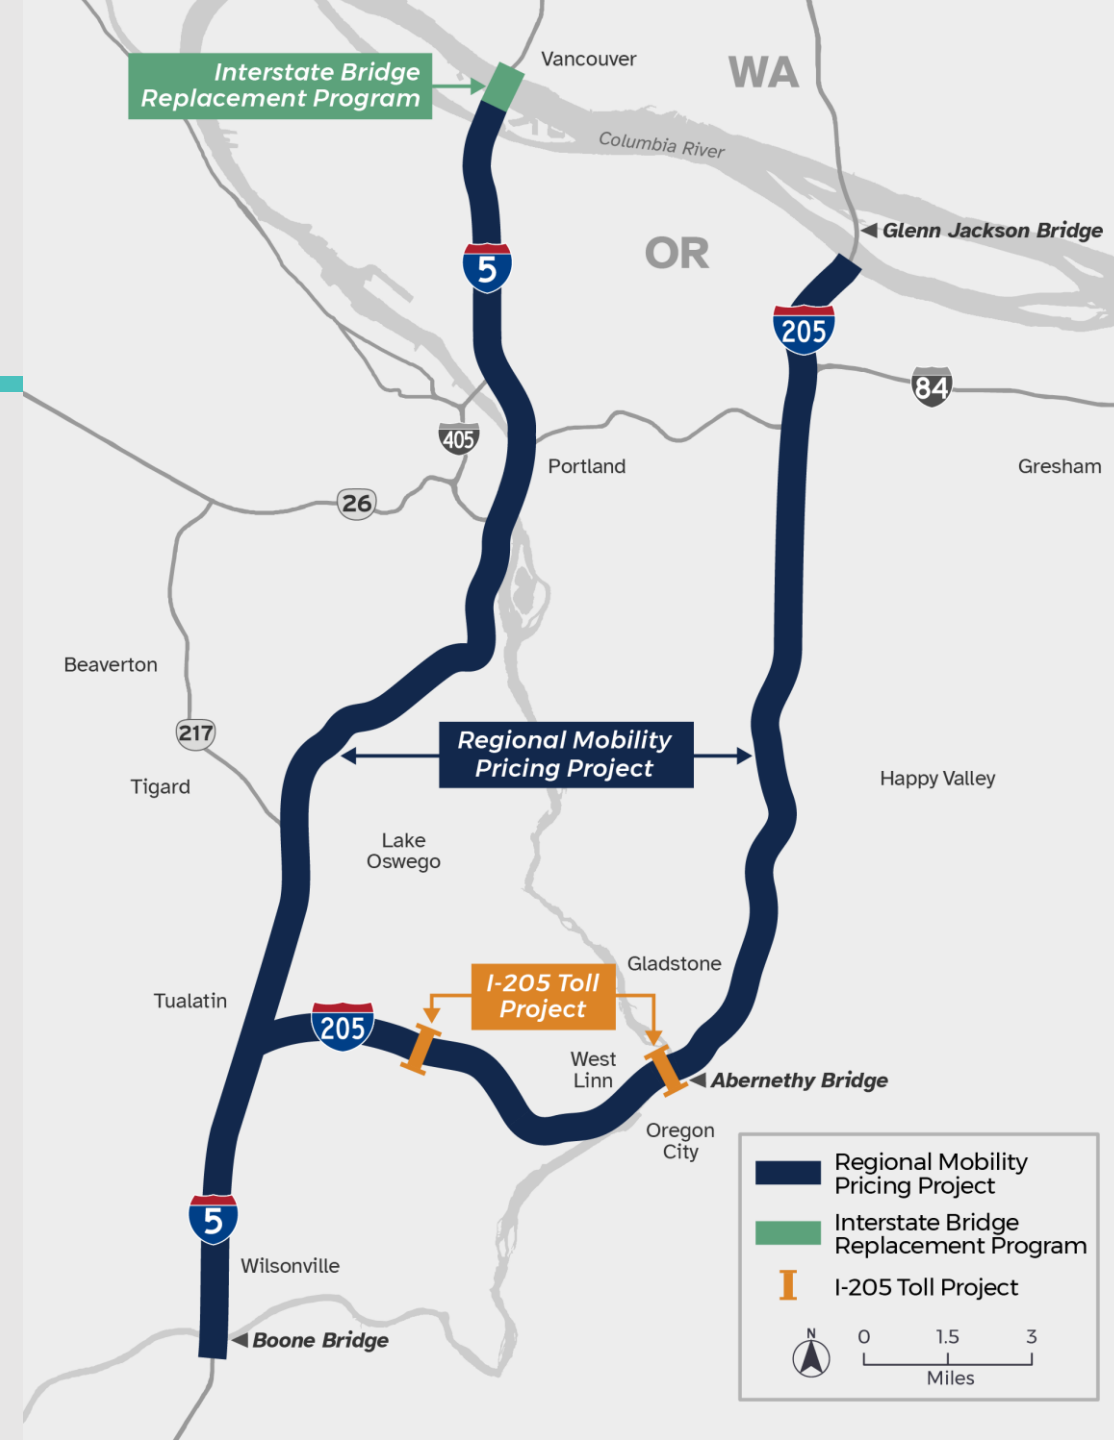 Vancouver
WA
Interstate Bridge
Replacement Program
Columbia River
Glenn Jackson Bridge
OR
5
205
84
405
Portland
Gresham
26
Beaverton
217
Regional Mobility
Pricing Project
Tigard
Happy Valley
Lake
Oswego
Gladstone
I-205 Toll
Project
Tualatin
205
West
Linn
Abernethy Bridge
Oregon
City
5
Wilsonville
Boone Bridge
Regional Mobility
Pricing Project
Interstate Bridge
Replacement Program
I-205 Toll Project
N
0 1.5 3
Miles